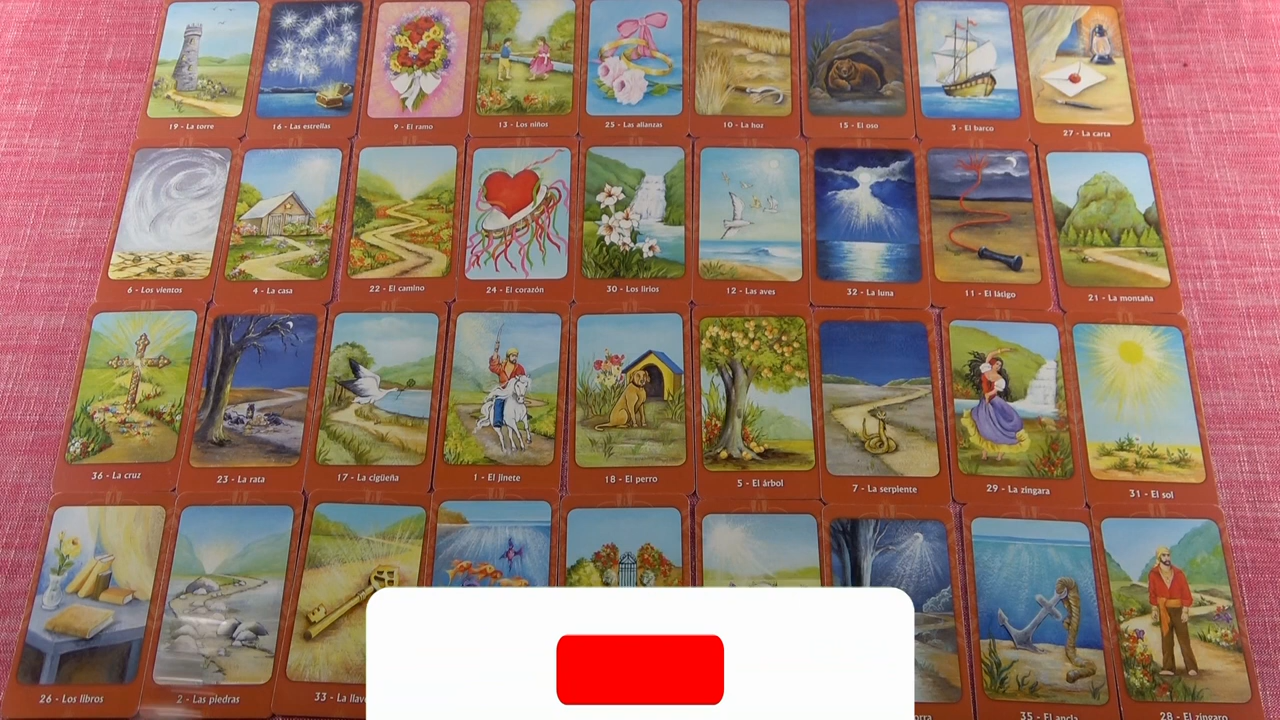 19 - La torre
16 - Las estrellas
9 - El ramo
13 - Los niños
25 - Las alianzas
10 - La hoz
15 - El oso
3 - El barco
27 - La carta
6 - Los vientos
4 - La casa
22 - El camino
24 - El corazón
30 - Los lirios
12 - Las aves
32 - La luna
11 - El látigo
21 - La montaña
36 - La cruz
23 - La rata
17 - La cigüeña
1 - El Jinete
18 - El perro
5 - El árbol
7 - La serpiente
29 - La zíngara
31 - El sol
26 - Los libros
2 - Las piedras
33 - La llav
35 - El ancla
28 - El zíngaro